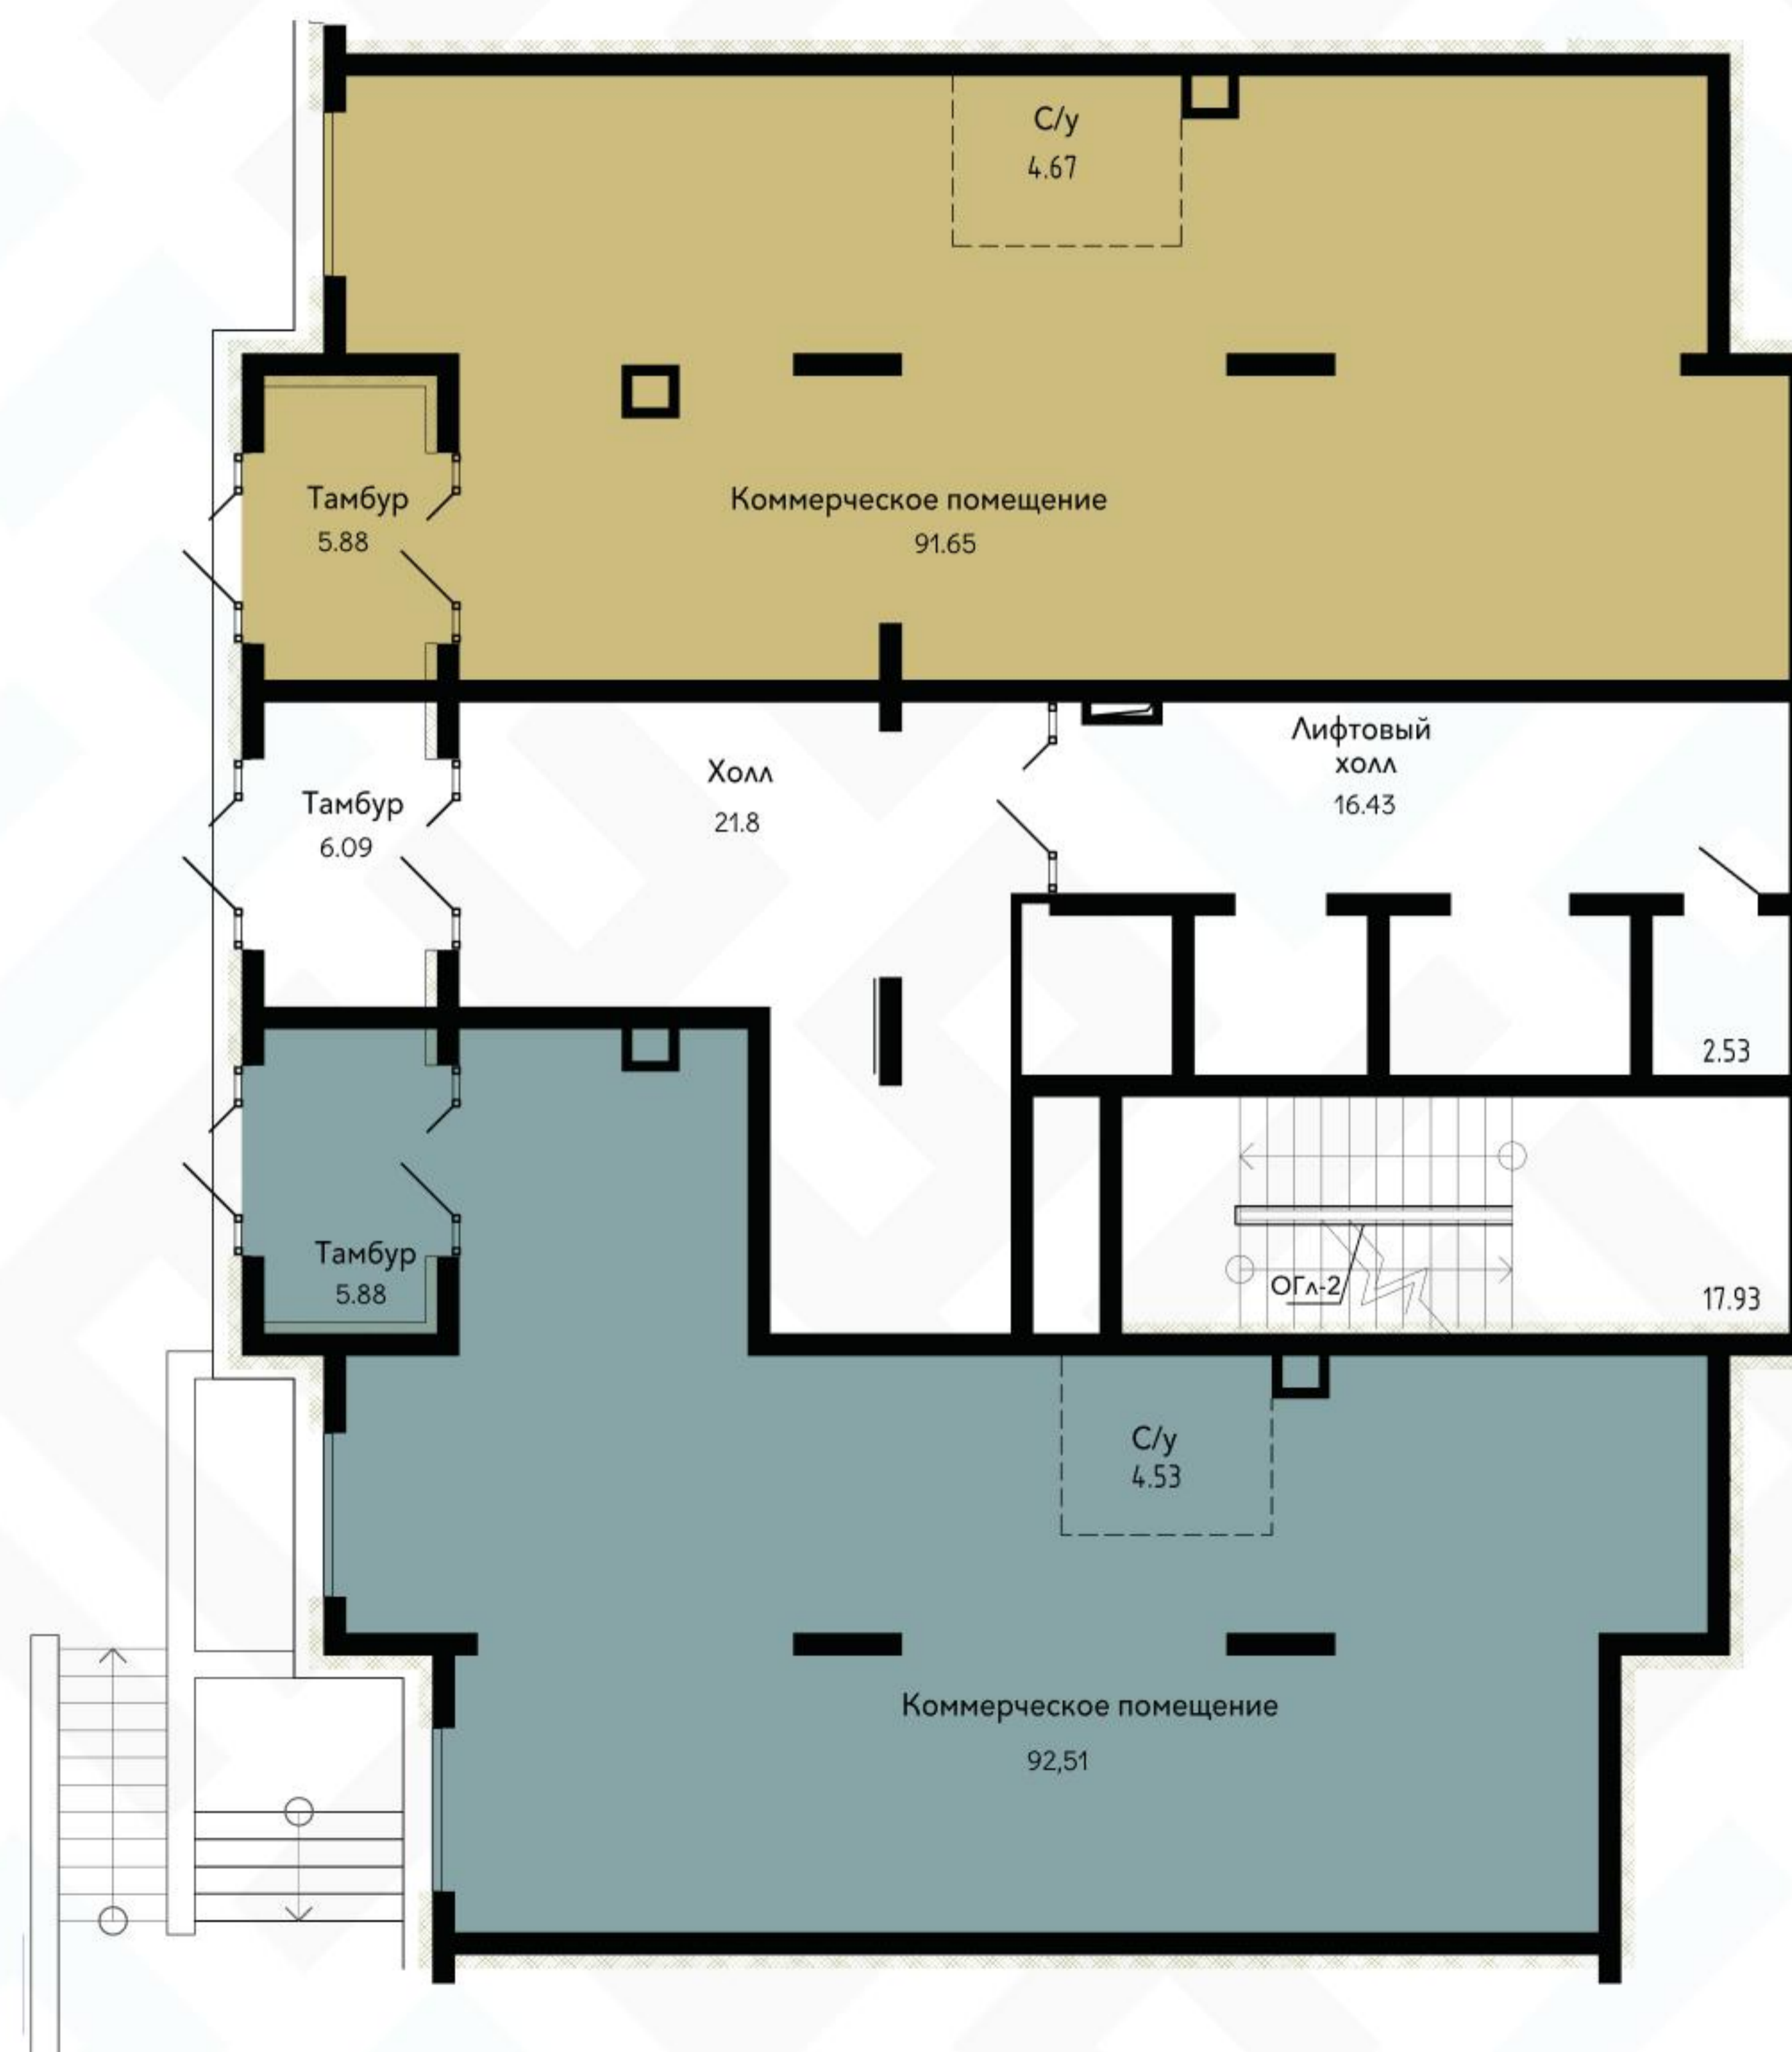 С/у
4.67
Тамбур
5.88
Коммерческое помещение
91.65
Лифтовый
холл
16.43
Холл
21.8
Тамбур
6.09
2.53
Тамбур
5.88
ОГл-2
17.93
С/у
4.53
Коммерческое помещение
92,51